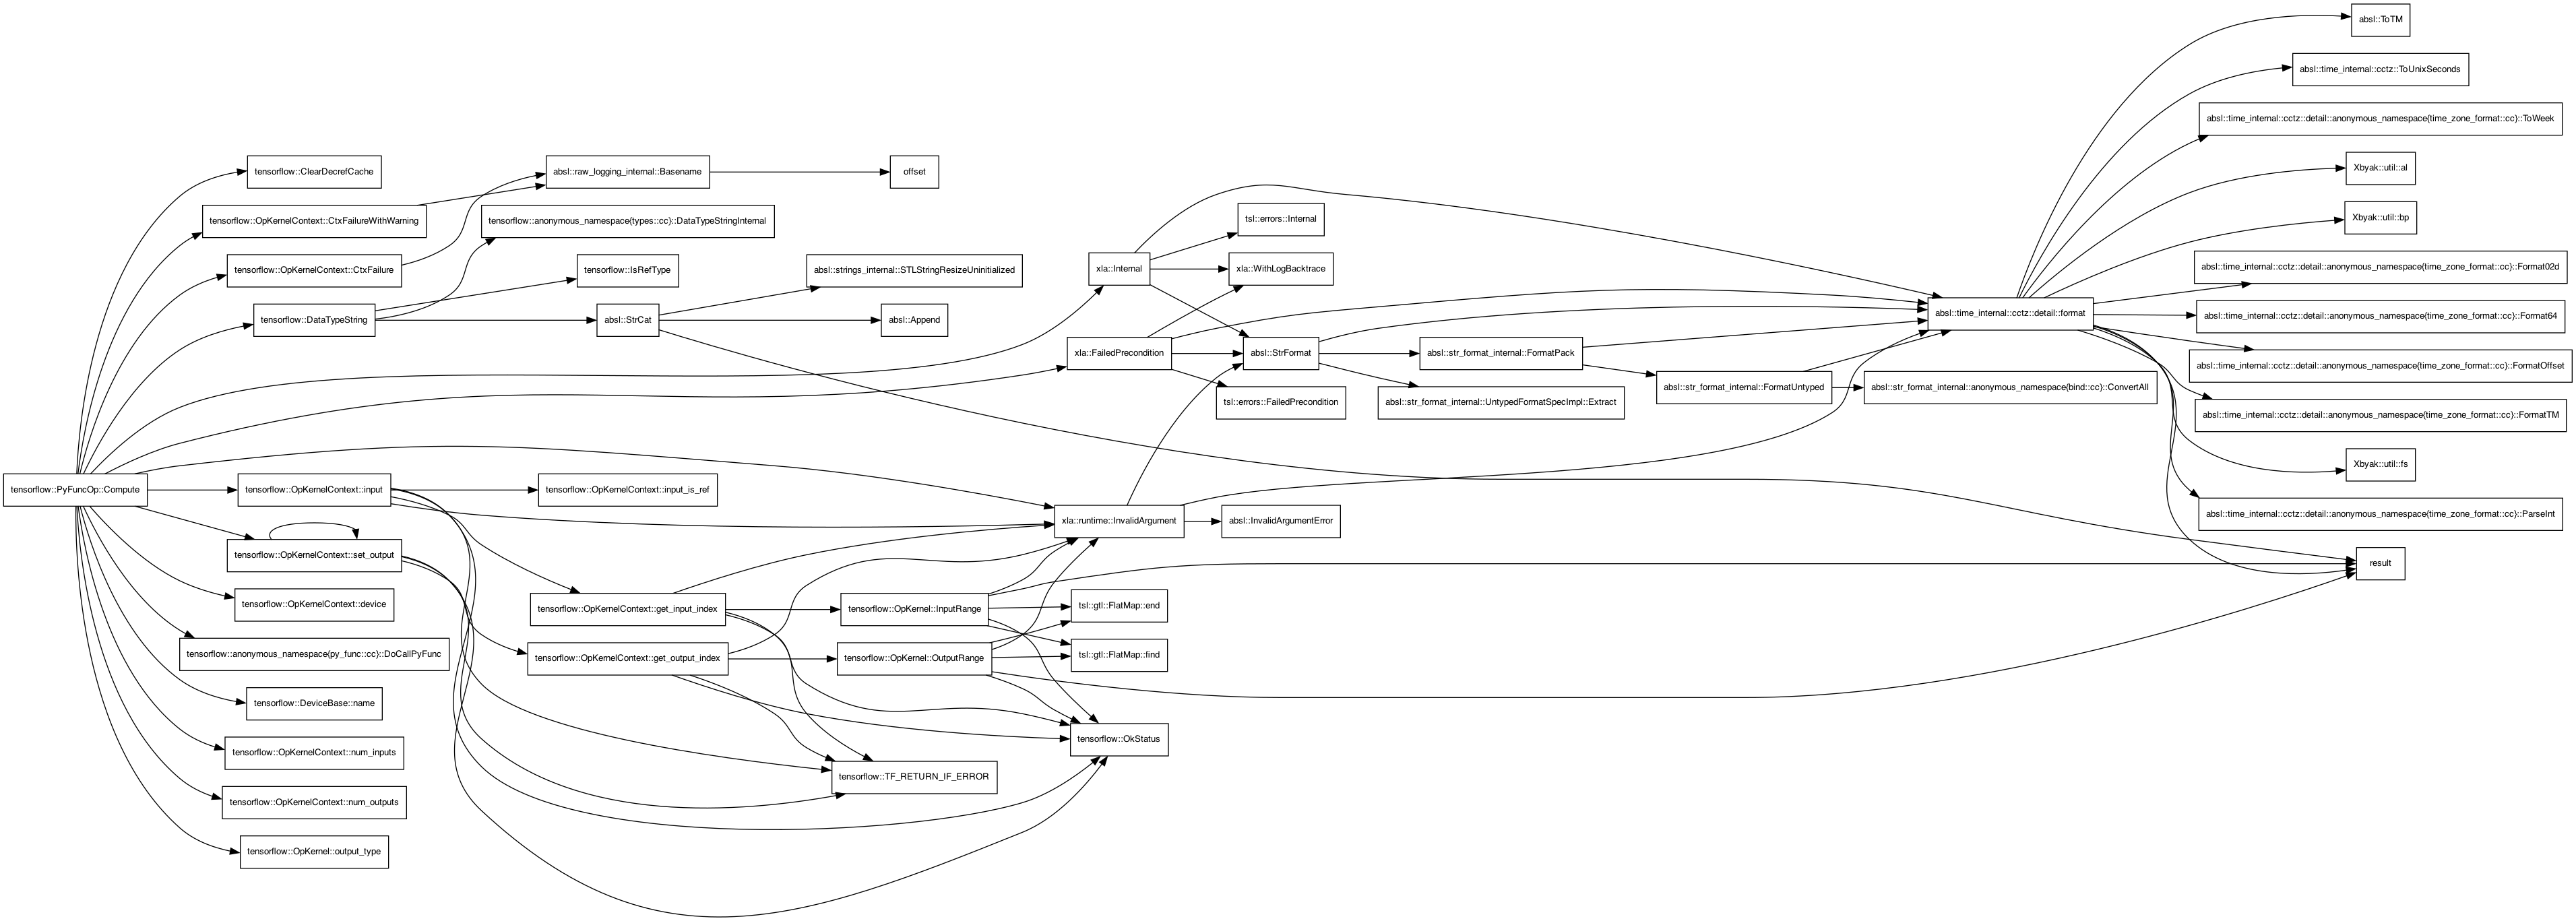 tensorflow::PyFuncOp::Compute
tensorflow::ClearDecrefCache
tensorflow::OpKernelContext::CtxFailureWithWarning
tensorflow::OpKernelContext::CtxFailure
tensorflow::DataTypeString
tensorflow::OpKernelContext::input
tensorflow::OpKernelContext::set_output
tensorflow::OpKernelContext::device
tensorflow::anonymous_namespace{py_func::cc}::DoCallPyFunc
tensorflow::DeviceBase::name
tensorflow::OpKernelContext::num_inputs
tensorflow::OpKernelContext::num_outputs
tensorflow::OpKernel::output_type
absl::raw_logging_internal::Basename
tensorflow::anonymous_namespace{types::cc}::DataTypeStringInternal
tensorflow::IsRefType
absl::StrCat
tensorflow::OpKernelContext::input_is_ref
tensorflow::OpKernelContext::get_input_index
tensorflow::OpKernelContext::get_output_index
offset
absl::strings_internal::STLStringResizeUninitialized
absl::Append
tensorflow::OpKernel::InputRange
tensorflow::OpKernel::OutputRange
tensorflow::TF_RETURN_IF_ERROR
xla::Internal
xla::FailedPrecondition
xla::runtime::InvalidArgument
tsl::gtl::FlatMap::end
tsl::gtl::FlatMap::find
tensorflow::OkStatus
tsl::errors::Internal
xla::WithLogBacktrace
absl::StrFormat
tsl::errors::FailedPrecondition
absl::InvalidArgumentError
absl::str_format_internal::FormatPack
absl::str_format_internal::UntypedFormatSpecImpl::Extract
absl::str_format_internal::FormatUntyped
absl::str_format_internal::anonymous_namespace{bind::cc}::ConvertAll
absl::time_internal::cctz::detail::format
absl::ToTM
absl::time_internal::cctz::ToUnixSeconds
absl::time_internal::cctz::detail::anonymous_namespace{time_zone_format::cc}::ToWeek
Xbyak::util::al
Xbyak::util::bp
absl::time_internal::cctz::detail::anonymous_namespace{time_zone_format::cc}::Format02d
absl::time_internal::cctz::detail::anonymous_namespace{time_zone_format::cc}::Format64
absl::time_internal::cctz::detail::anonymous_namespace{time_zone_format::cc}::FormatOffset
absl::time_internal::cctz::detail::anonymous_namespace{time_zone_format::cc}::FormatTM
Xbyak::util::fs
absl::time_internal::cctz::detail::anonymous_namespace{time_zone_format::cc}::ParseInt
result